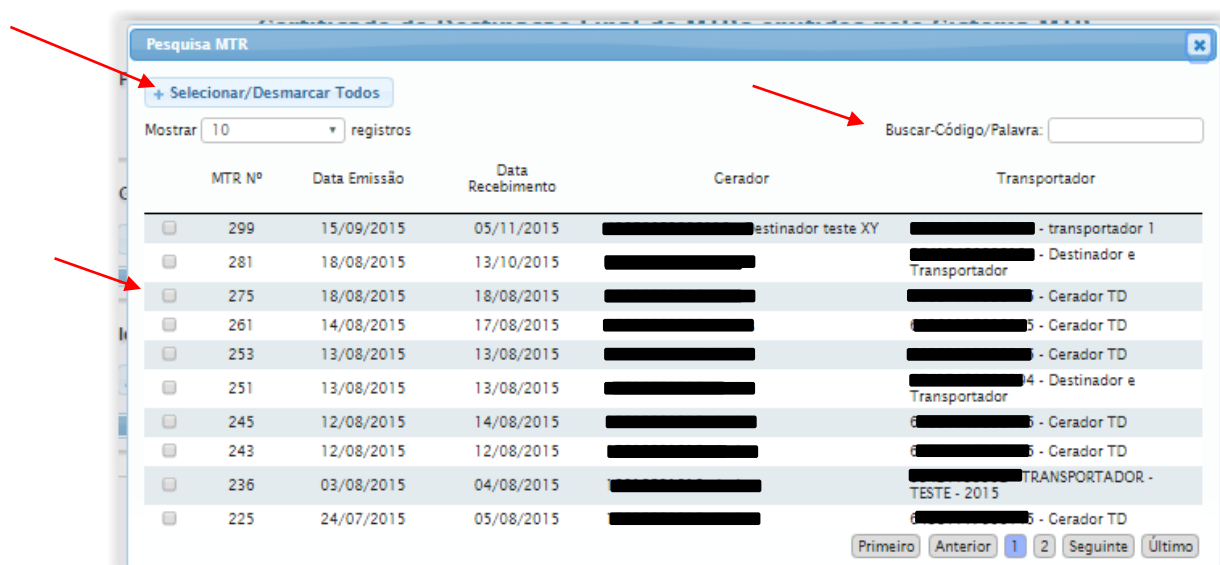 Pesquisa MTR
+ Selecionar/Desmarcar Todos
Mostrar 10 registros Buscar-Código/Palavra:
MTR Nº Data Emissão Data Recebimento Gerador Transportador
299 15/09/2015 05/11/2015 estinador teste XY - transportador 1
281 18/08/2015 13/10/2015 - Destinador e
Transportador
275 18/08/2015 18/08/2015 - Gerador TD
261 14/08/2015 17/08/2015 6 5 - Gerador TD
253 13/08/2015 13/08/2015 - Gerador TD
251 13/08/2015 13/08/2015 94 - Destinador e
Transportador
245 12/08/2015 14/08/2015 - Gerador TD
243 12/08/2015 12/08/2015 - Gerador TD
236 03/08/2015 04/08/2015 TRANSPORTADOR -
TESTE - 2015
225 24/07/2015 05/08/2015 - Gerador TD
Primeiro Anterior 1 2 Seguinte Último